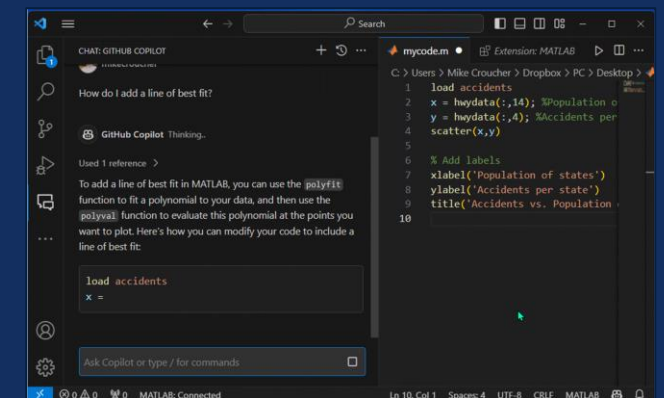 Search
CHAT: GITHUB COPILOT
mikecroucher
How do I add a line of best fit?
GitHub Copilot Thinking..
Used 1 reference >
To add a line of best fit in MATLAB, you can use the polyfit
function to fit a polynomial to your data, and then use the
polyval function to evaluate this polynomial at the points you
want to plot. Here's how you can modify your code to include a
line of best fit:
load accidents
x =
Ask Copilot or type / for commands
mycode.m
Extension: MATLAB
C: > Users > Mike Croucher > Dropbox > PC > Desktop >
1 load accidents
2 x = hwydata(:,14); %Population o
3 y = hwydata(:,4); %Accidents per
4 scatter(x,y)
5
6 % Add labels
7 xlabel('Population of states')
8 ylabel('Accidents per state')
9 title('Accidents vs. Population
10
0 0 0 MATLAB: Connected
Ln 10, Col 1 Spaces: 4 UTF-8 CRLF MATLAB